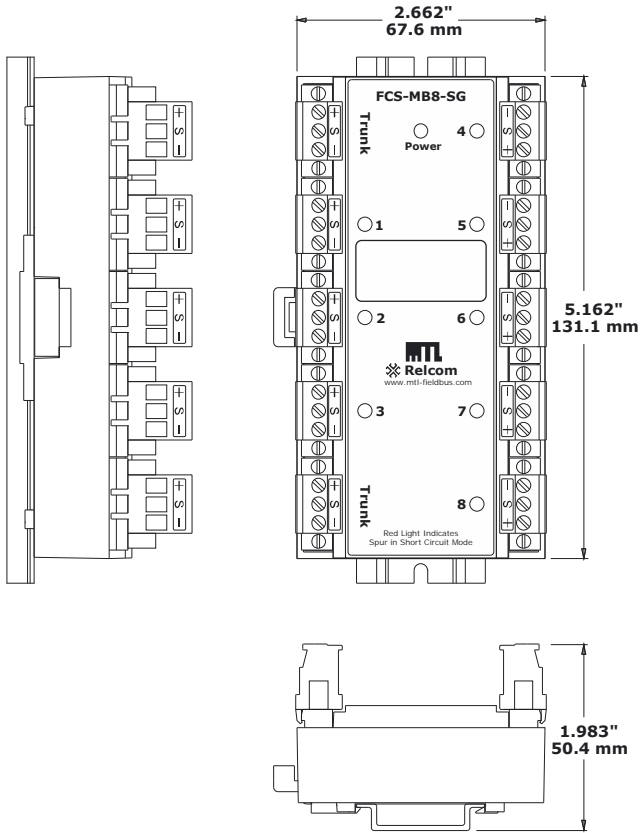 2.662"
67.6 mm
FCS-MB8-SG
+ S −
+ S −
Trunk
Power
4
− S +
+ S −
+ S −
1
5
− S +
5.162"
131.1 mm
+ S −
+ S −
2
6
− S +
MTL
Relcom
www.mtl-fieldbus.com
+ S −
+ S −
3
7
− S +
+ S −
+ S −
Trunk
8
− S +
Red Light Indicates
Spur in Short Circuit Mode
1.983"
50.4 mm